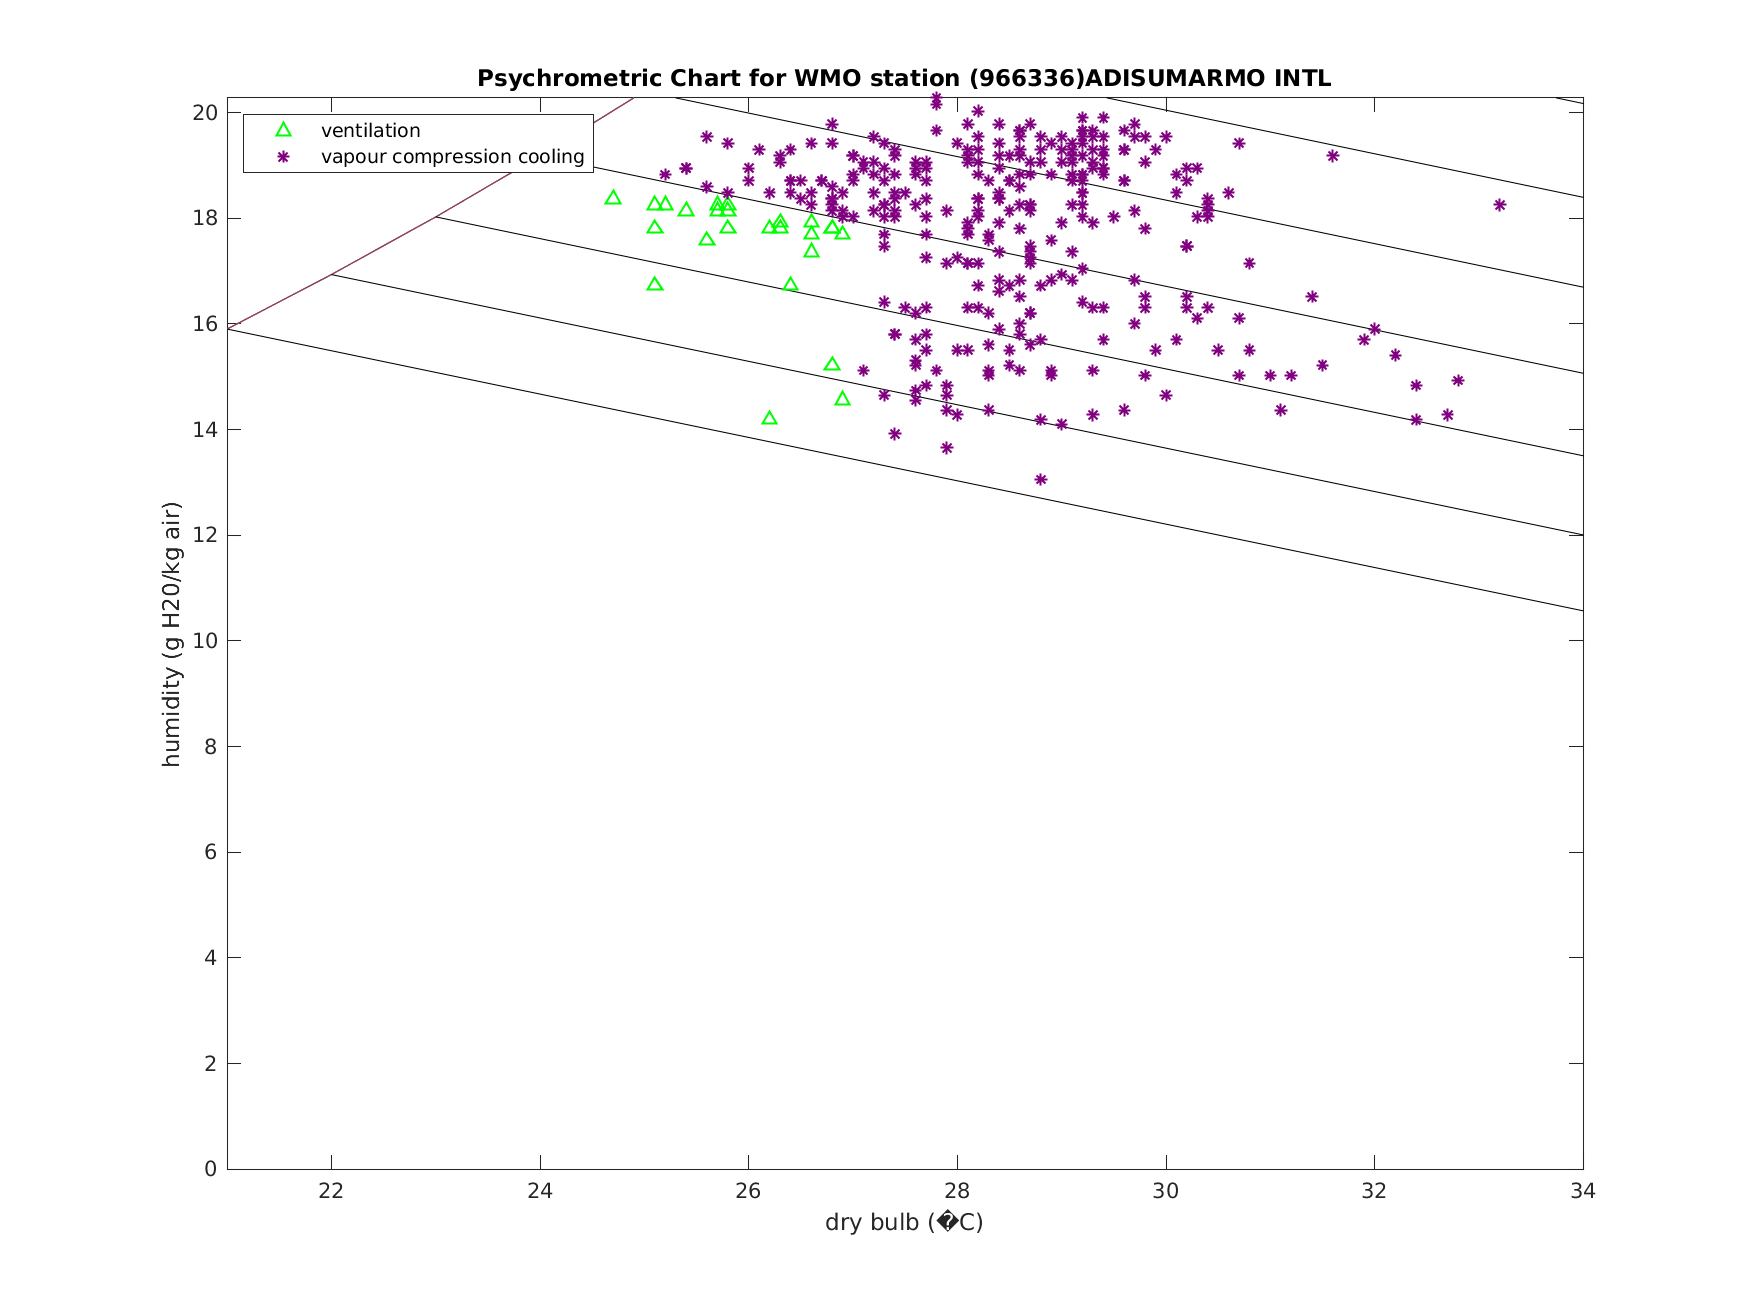 Psychrometric Chart for WMO station (966336)ADISUMARMO INTL
ventilation
vapour compression cooling
humidity (g H20/kg air)
20
18
16
14
12
10
8
6
4
2
0
22 24 26 28 30 32 34
dry bulb (�C)